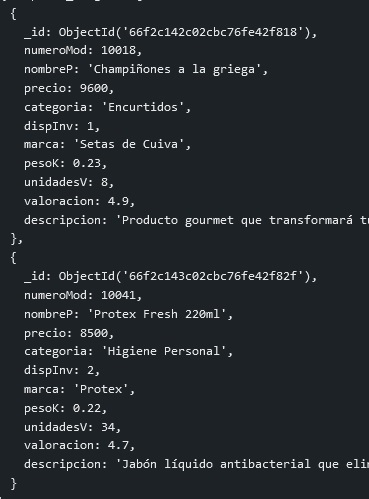 {
_id: ObjectId('66f2c142c02cbc76fe42f818'),
numeroMod: 10018,
nombreP: 'Champiñones a la griega',
precio: 9600,
categoria: 'Encurtidos',
dispInv: 1,
marca: 'Setas de Cuiva',
pesoK: 0.23,
unidadesV: 8,
valoracion: 4.9,
descripcion: 'Producto gourmet que transformará
},
{
_id: ObjectId('66f2c143c02cbc76fe42f82f'),
numeroMod: 10041,
nombreP: 'Protex Fresh 220ml',
precio: 8500,
categoria: 'Higiene Personal',
dispInv: 2,
marca: 'Protex',
pesoK: 0.22,
unidadesV: 34,
valoracion: 4.7,
descripcion: 'Jabón líquido antibacterial que
}